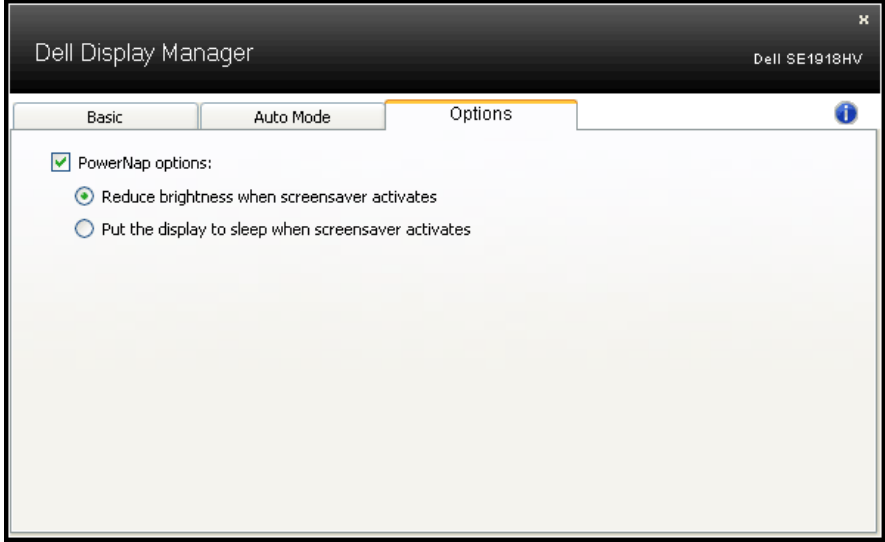 Dell Display Manager
Dell SE1918HV
Basic
Auto Mode
Options
PowerNap options:
Reduce brightness when screensaver activates
Put the display to sleep when screensaver activates